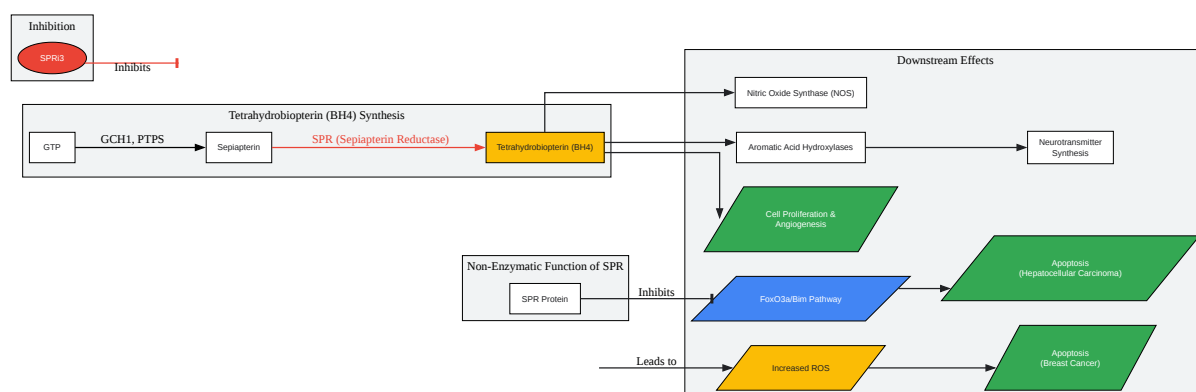 Inhibition
SPRi3
Inhibits
Downstream Effects
Nitric Oxide Synthase (NOS)
Tetrahydrobiopterin (BH4) Synthesis
GTP
GCH1, PTPS
Sepiapterin
SPR (Sepiapterin Reductase)
Tetrahydrobiopterin (BH4)
Aromatic Acid Hydroxylases
Neurotransmitter
Synthesis
Cell Proliferation &
Angiogenesis
Non-Enzymatic Function of SPR
SPR Protein
Inhibits
FoxO3a/Bim Pathway
Apoptosis
(Hepatocellular Carcinoma)
Leads to
Increased ROS
Apoptosis
(Breast Cancer)